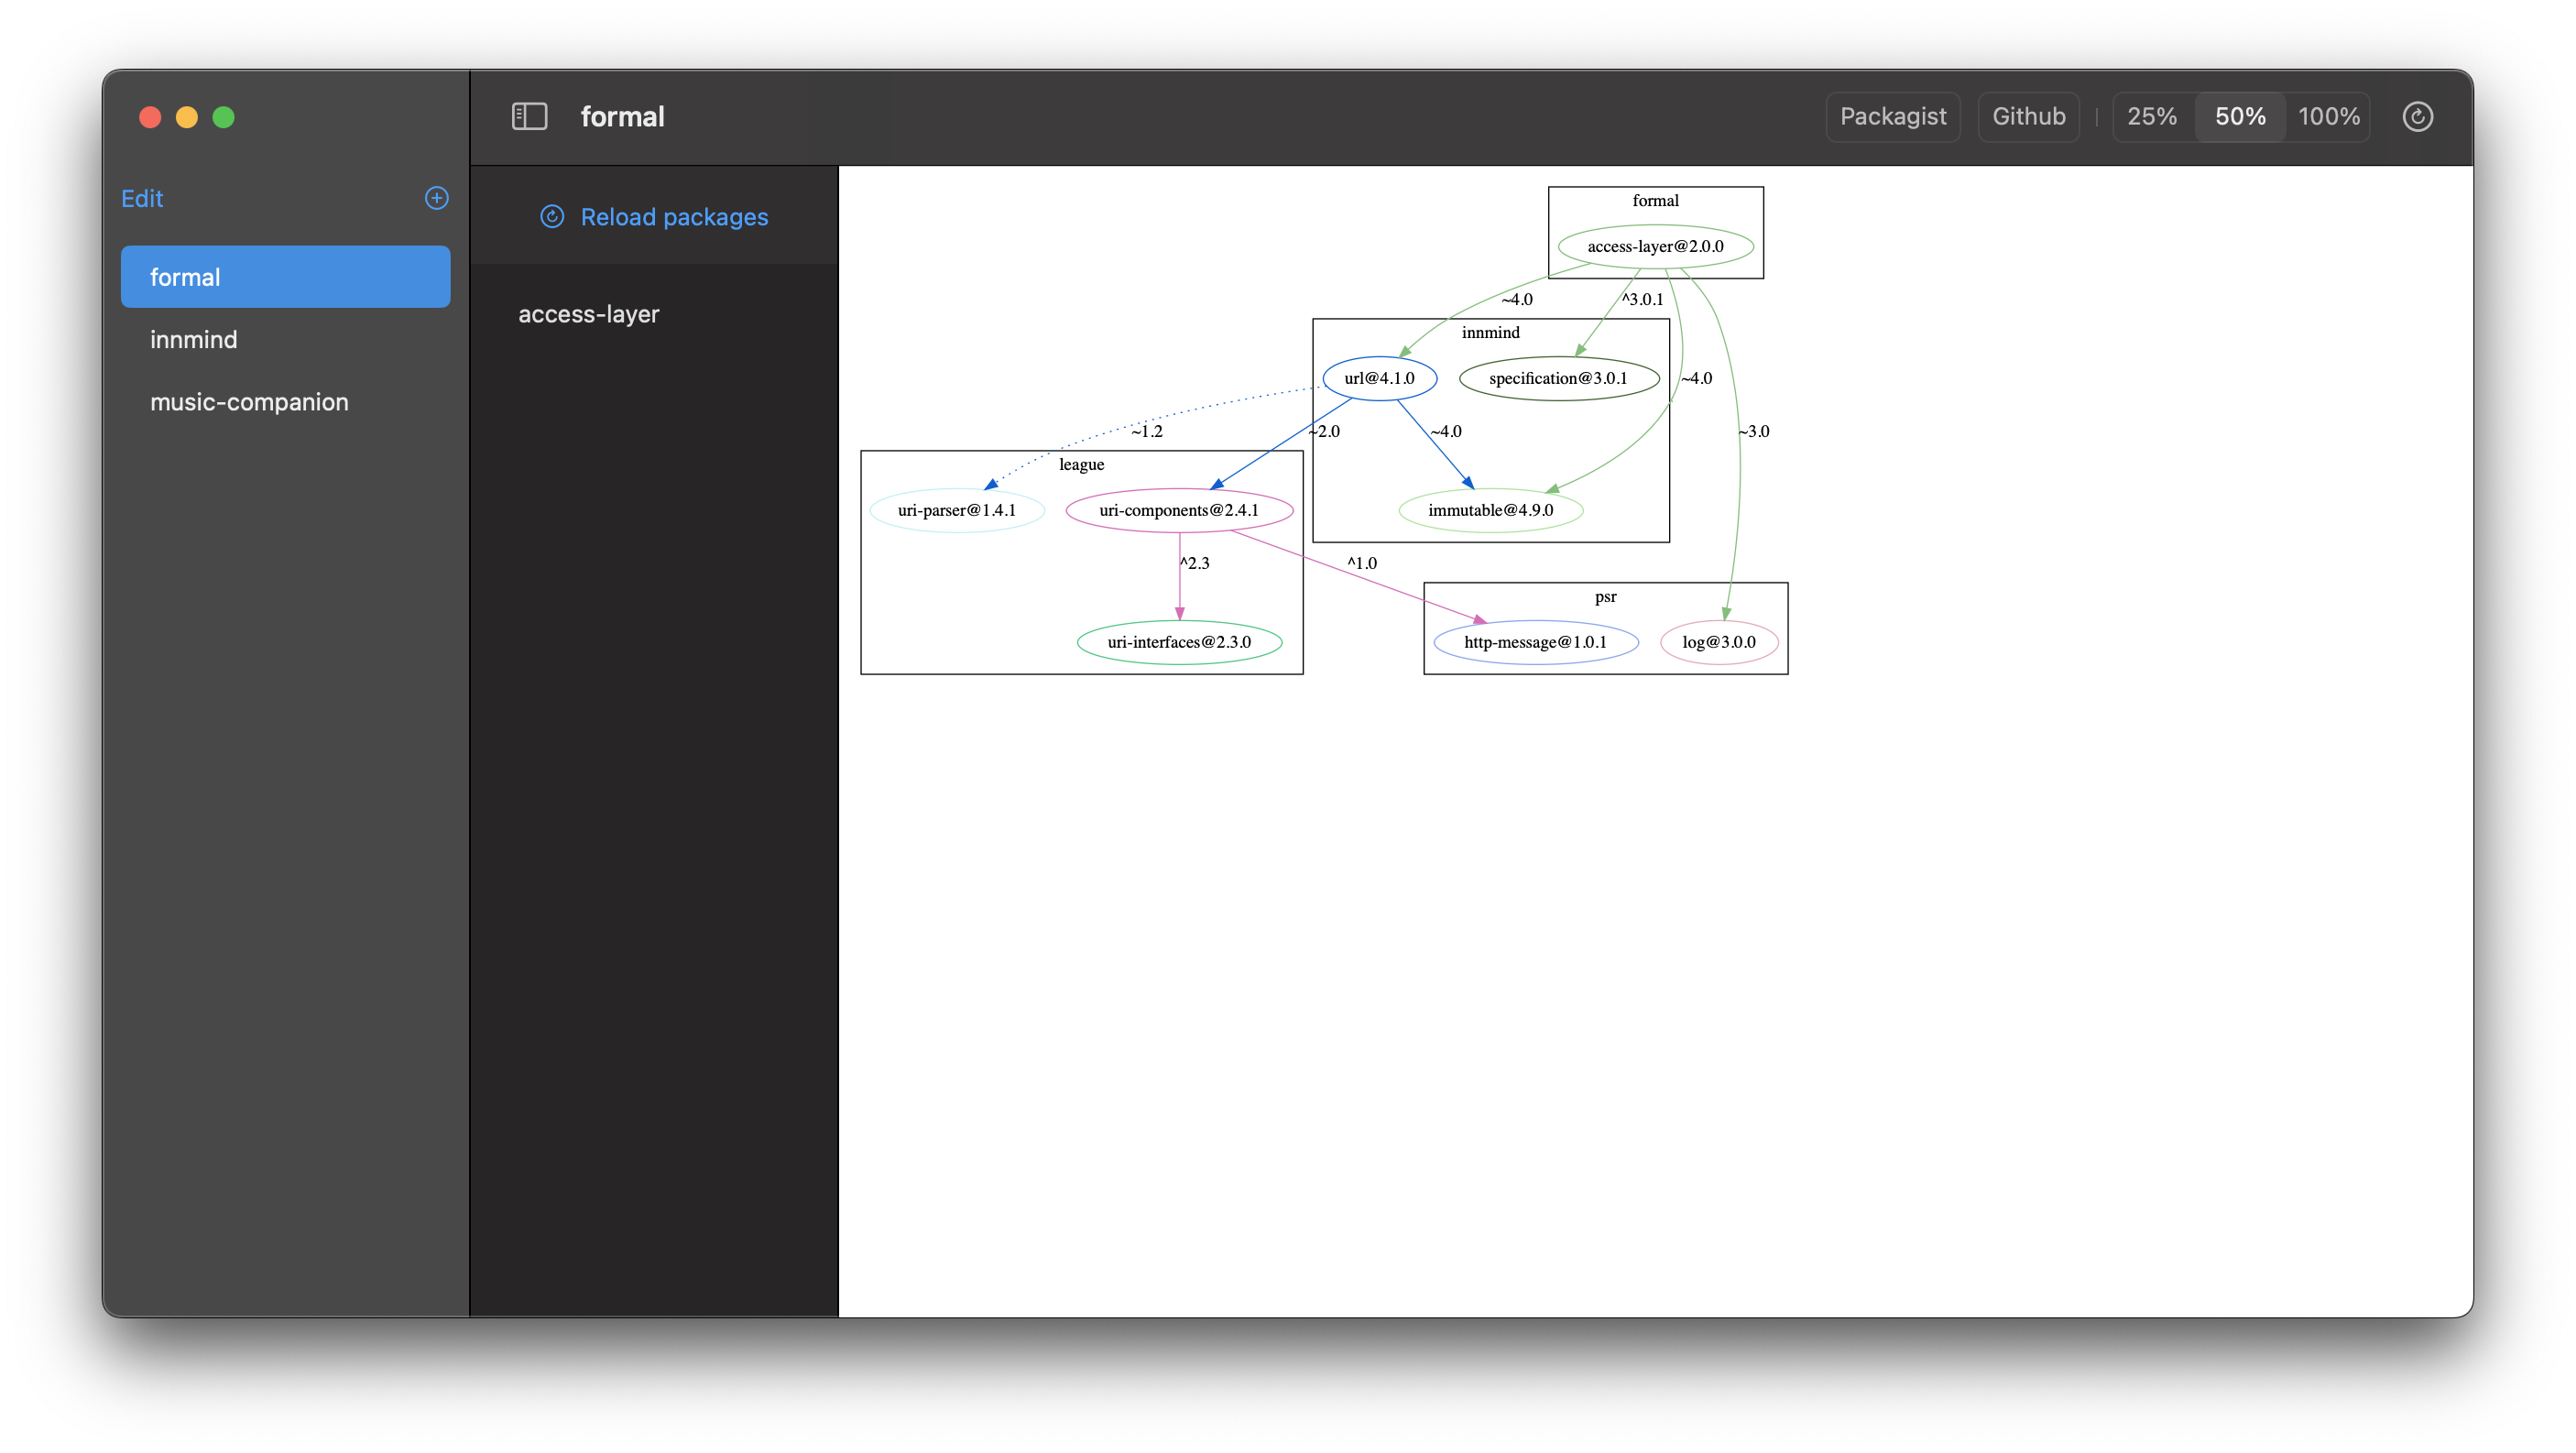 formal
Packagist
Github
25%
50%
100%
Edit
formal
innmind
music-companion
Reload packages
access-layer
formal
access-layer@2.0.0
~4.0
^3.0.1
innmind
url@4.1.0
specification@3.0.1
~4.0
~1.2
~2.0
~4.0
~3.0
league
uri-parser@1.4.1
uri-components@2.4.1
immutable@4.9.0
^2.3
^1.0
psr
uri-interfaces@2.3.0
http-message@1.0.1
log@3.0.0